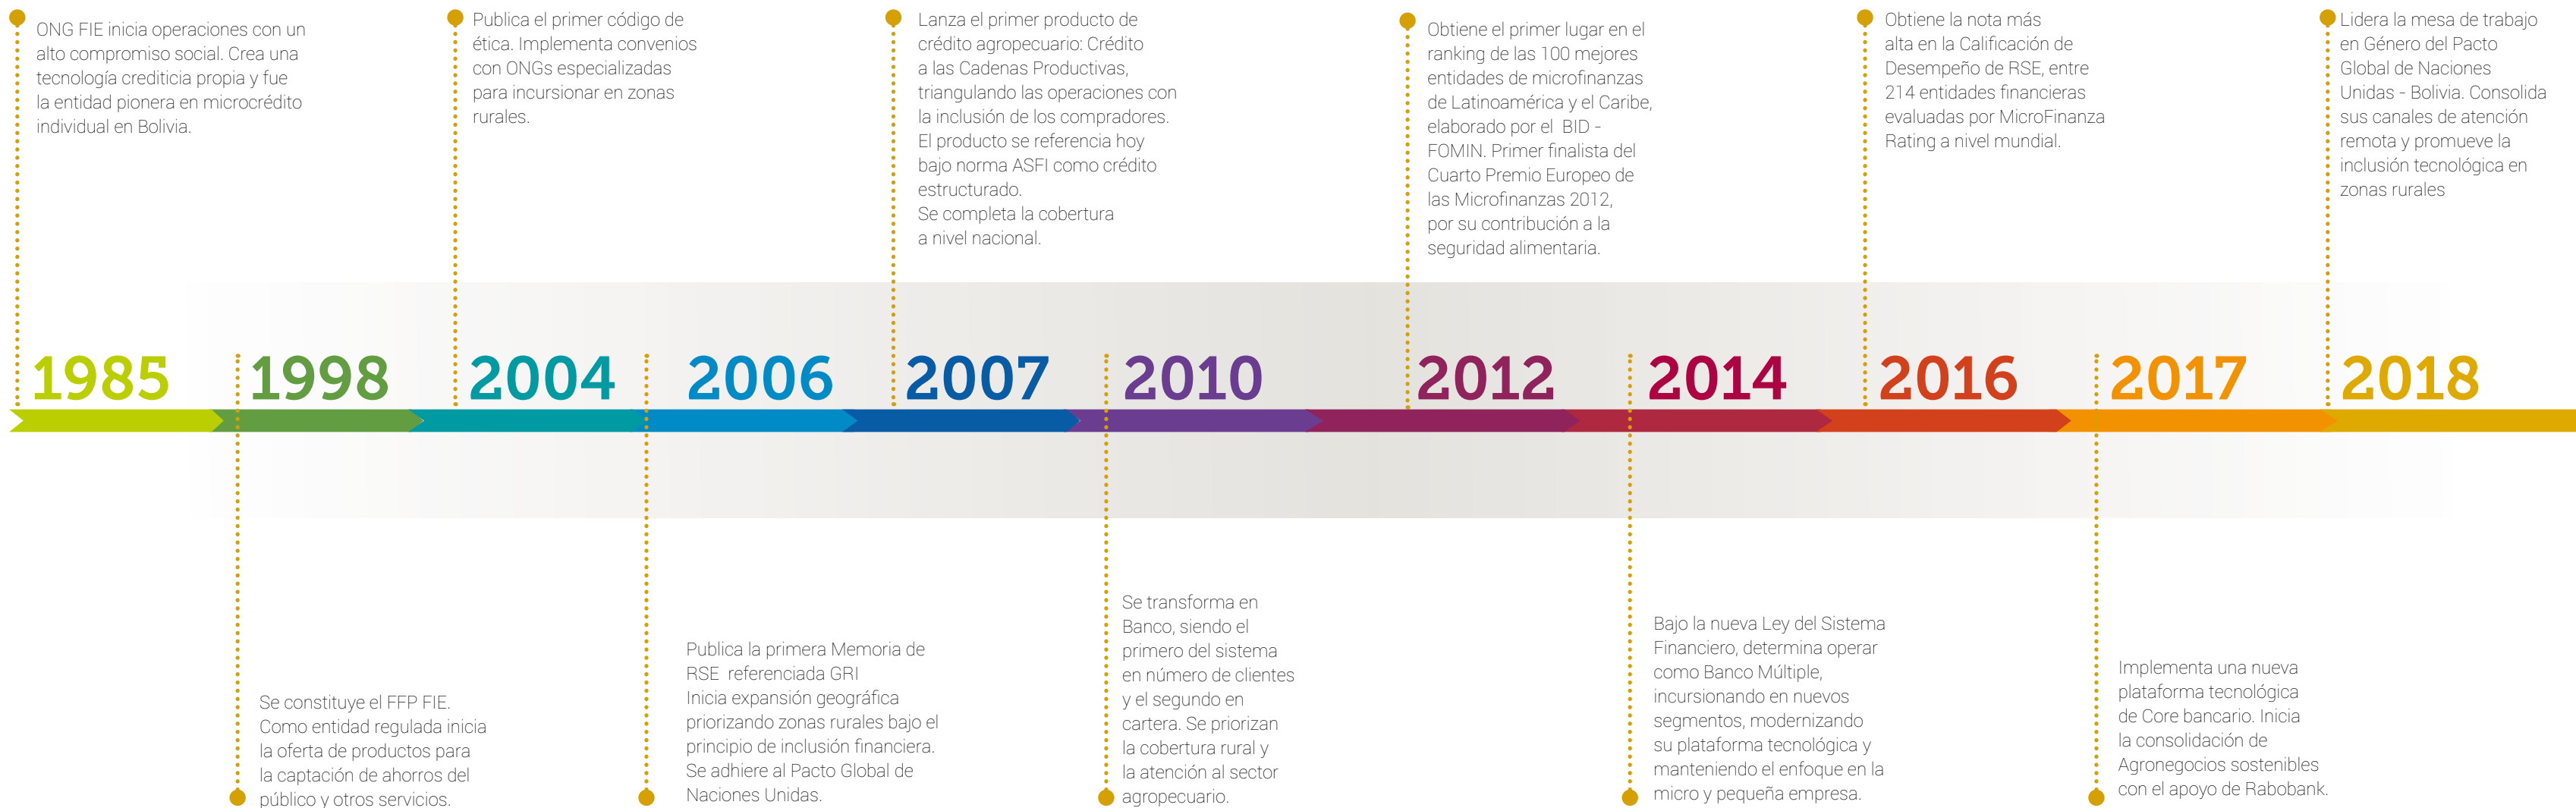 ONG FIE inicia operaciones con un
alto compromiso social. Crea una
tecnología crediticia propia y fue
la entidad pionera en microcrédito
individual en Bolivia.
Publica el primer código de
ética. Implementa convenios
con ONGs especializadas
para incursionar en zonas
rurales.
Lanza el primer producto de
crédito agropecuario: Crédito
a las Cadenas Productivas,
triangulando las operaciones con
la inclusión de los compradores.
El producto se referencia hoy
bajo norma ASFI como crédito
estructurado.
Se completa la cobertura
a nivel nacional.
Obtiene el primer lugar en el
ranking de las 100 mejores
entidades de microfinanzas
de Latinoamérica y el Caribe,
elaborado por el BID -
FOMIN. Primer finalista del
Cuarto Premio Europeo de
las Microfinanzas 2012,
por su contribución a la
seguridad alimentaria.
Obtiene la nota más
alta en la Calificación de
Desempeño de RSE, entre
214 entidades financieras
evaluadas por MicroFinanza
Rating a nivel mundial.
Lidera la mesa de trabajo
en Género del Pacto
Global de Naciones
Unidas - Bolivia. Consolida
sus canales de atención
remota y promueve la
inclusión tecnológica en
zonas rurales
1985
1998
2004
2006
2007
2010
2012
2014
2016
2017
2018
Se constituye el FFP FIE.
Como entidad regulada inicia
la oferta de productos para
la captación de ahorros del
público y otros servicios.
Publica la primera Memoria de
RSE referenciada GRI
Inicia expansión geográfica
priorizando zonas rurales bajo el
principio de inclusión financiera.
Se adhiere al Pacto Global de
Naciones Unidas.
Se transforma en
Banco, siendo el
primero del sistema
en número de clientes
y el segundo en
cartera. Se priorizan
la cobertura rural y
la atención al sector
agropecuario.
Bajo la nueva Ley del Sistema
Financiero, determina operar
como Banco Múltiple,
incursionando en nuevos
segmentos, modernizando
su plataforma tecnológica y
manteniendo el enfoque en la
micro y pequeña empresa.
Implementa una nueva
plataforma tecnológica
de Core bancario. Inicia
la consolidación de
Agronegocios sostenibles
con el apoyo de Rabobank.